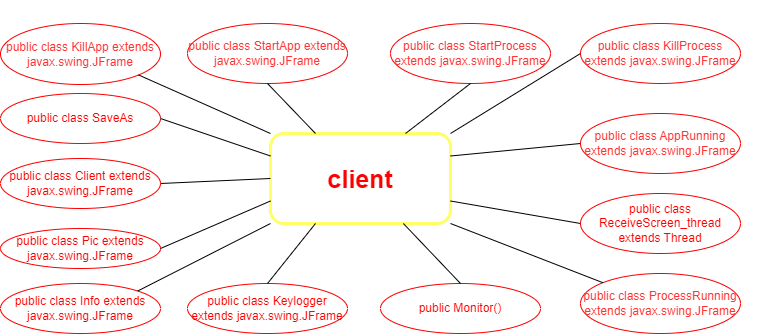 public class KillApp extends
javax.swing.JFrame
public class StartApp extends
javax.swing.JFrame
public class StartProcess
extends javax.swing.JFrame
public class KillProcess
extends javax.swing.JFrame
public class SaveAs
public class AppRunning
extends javax.swing.JFrame
client
public class Client extends
javax.swing.JFrame
public class
ReceiveScreen_thread
extends Thread
public class Pic extends
javax.swing.JFrame
public class Info extends
javax.swing.JFrame
public class Keylogger
extends javax.swing.JFrame
public Monitor()
public class ProcessRunning
extends javax.swing.JFrame